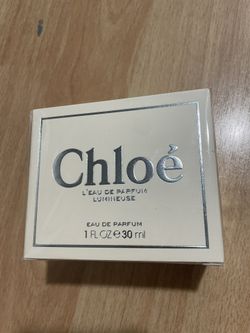 Chloé
L'EAU DE PARFUM
LUMINEUSE
EAU DE PARFUM
1 FL OZ e 30 ml